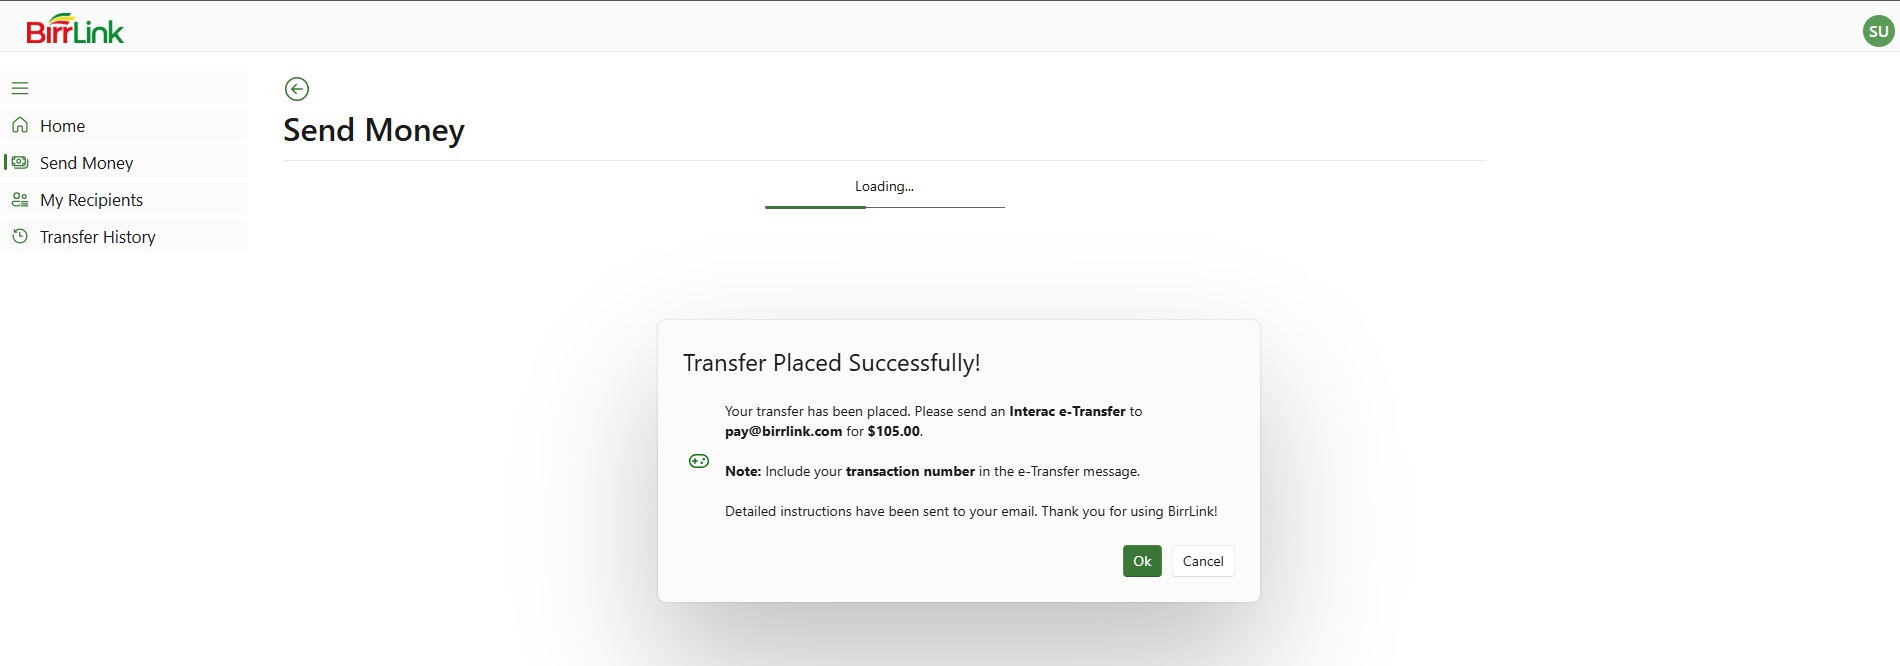 BirrLink
SU
Home
Send Money
My Recipients
Transfer History
Send Money
Loading...
Transfer Placed Successfully!
Your transfer has been placed. Please send an Interac e-Transfer to
pay@birrlink.com for $105.00.
Note: Include your transaction number in the e-Transfer message.
Detailed instructions have been sent to your email. Thank you for using BirrLink!
Ok
Cancel